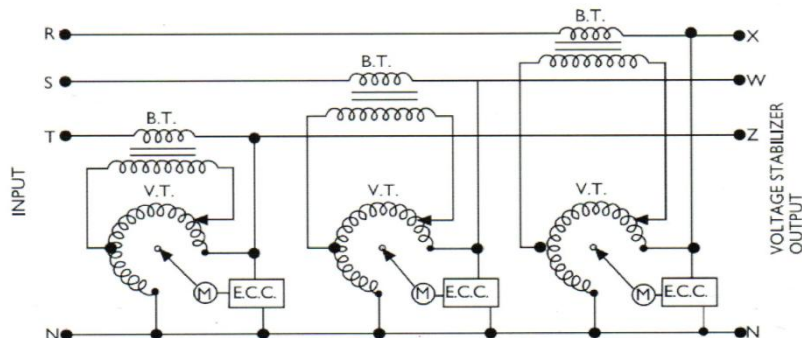 B.T.
R X
B.T.
S W
B.T.
T Z
INPUT
V.T. V.T. V.T.
VOLTAGE STABILIZER
OUTPUT
M E.C.C. M E.C.C. M E.C.C.
N N